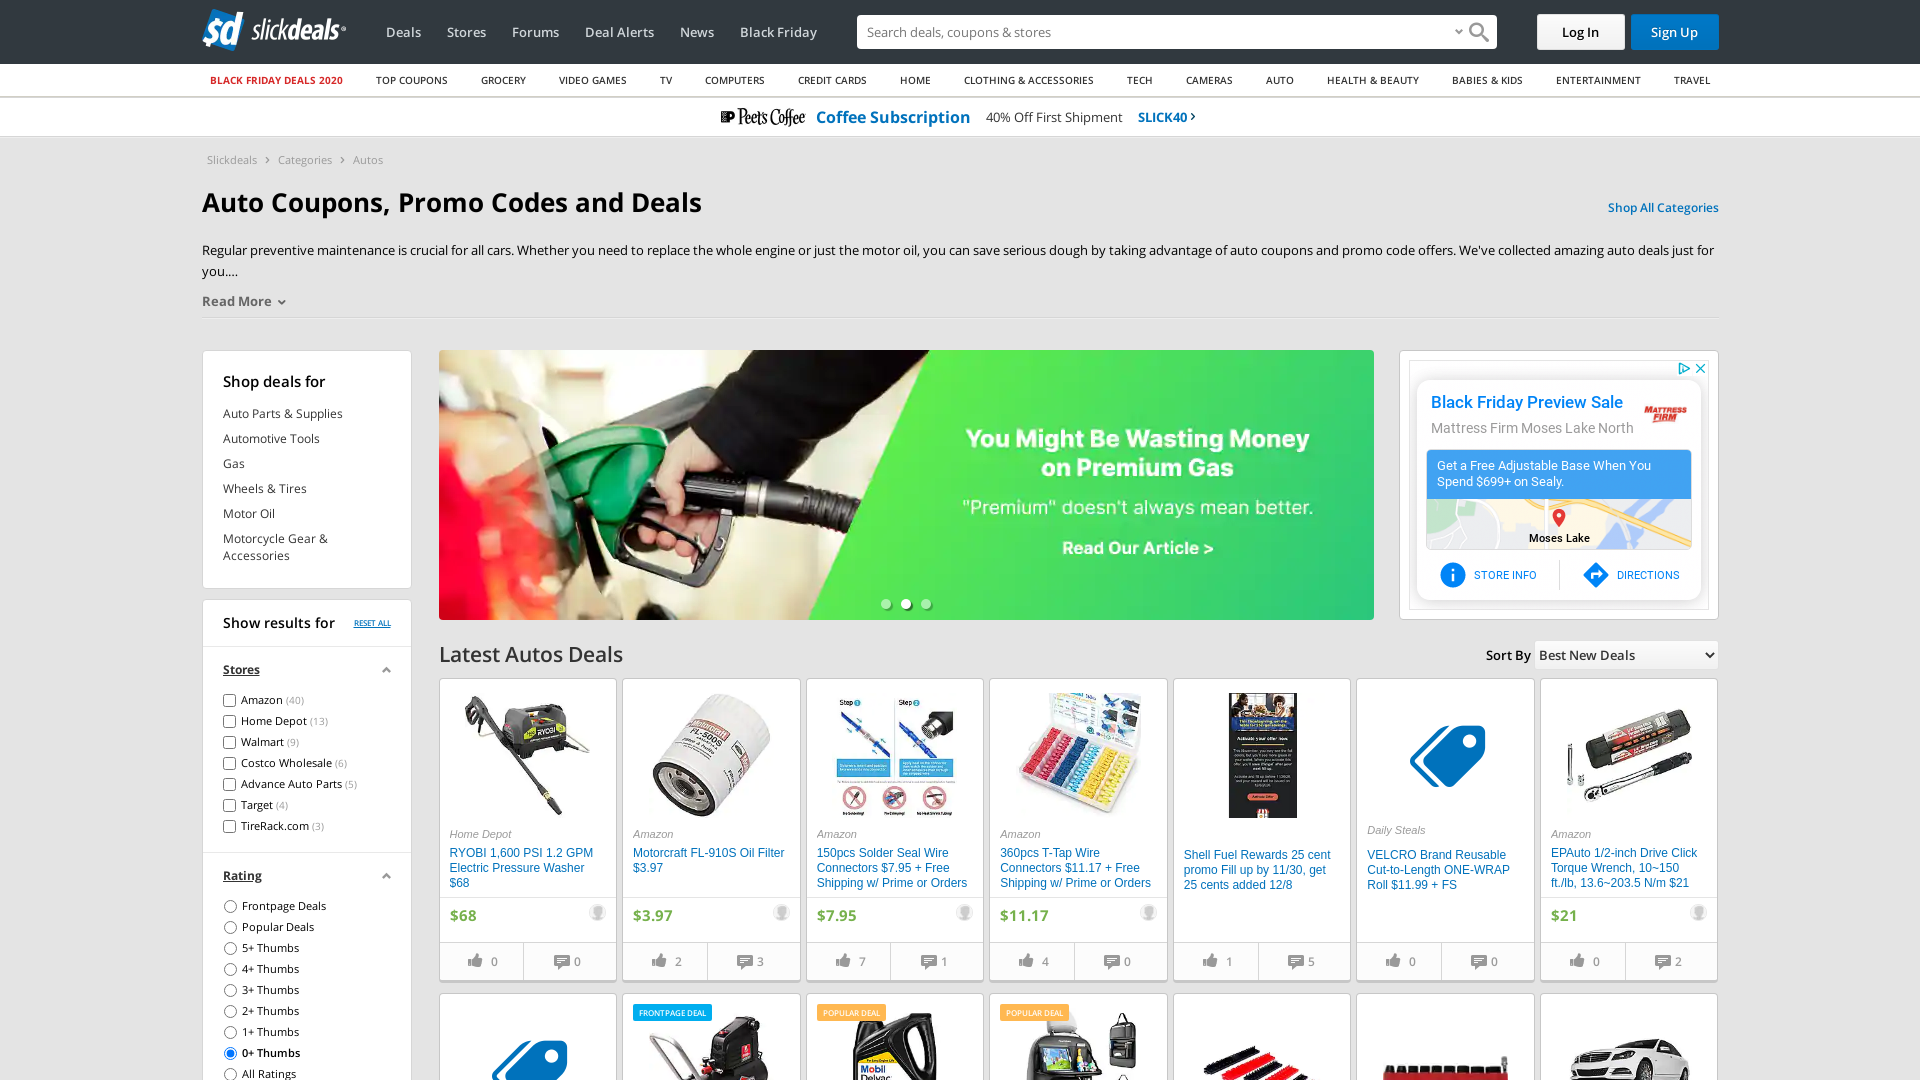 sd slickdeals
Deals
Stores
Forums
Deal Alerts
News
Black Friday
Search deals, coupons & stores
Log In
Sign Up
BLACK FRIDAY DEALS 2020
TOP COUPONS
GROCERY
VIDEO GAMES
TV
COMPUTERS
CREDIT CARDS
HOME
CLOTHING & ACCESSORIES
TECH
CAMERAS
AUTO
HEALTH & BEAUTY
BABIES & KIDS
ENTERTAINMENT
TRAVEL
Peet's Coffee
Coffee Subscription
40% Off First Shipment
SLICK40
Slickdeals
Categories
Autos
Auto Coupons, Promo Codes and Deals
Shop All Categories
Regular preventive maintenance is crucial for all cars. Whether you need to replace the whole engine or just the motor oil, you can save serious dough by taking advantage of auto coupons and promo code offers. We've collected amazing auto deals just for
you....
Read More
Shop deals for
Auto Parts & Supplies
Automotive Tools
Gas
Wheels & Tires
Motor Oil
Motorcycle Gear &
Accessories
Show results for
RESET ALL
Stores
Amazon (40)
Home Depot (13)
Walmart (9)
Costco Wholesale (6)
Advance Auto Parts (5)
Target (4)
TireRack.com (3)
Rating
Frontpage Deals
Popular Deals
5+ Thumbs
4+ Thumbs
3+ Thumbs
2+ Thumbs
1+ Thumbs
0+ Thumbs
All Ratings
You Might Be Wasting Money
on Premium Gas
"Premium" doesn't always mean better.
Read Our Article >
Black Friday Preview Sale
Mattress Firm Moses Lake North
MATTRESS FIRM
Get a Free Adjustable Base When You
Spend $699+ on Sealy.
Moses Lake
STORE INFO
DIRECTIONS
Latest Autos Deals
Sort By
Best New Deals
RYOBI
Home Depot
RYOBI 1,600 PSI 1.2 GPM
Electric Pressure Washer
$68
$68
0
0
Motorcraft
FL-500S
Amazon
Motorcraft FL-910S Oil Filter
$3.97
$3.97
2
3
Step 1
Step 2
Amazon
150pcs Solder Seal Wire
Connectors $7.95 + Free
Shipping w/ Prime or Orders
$7.95
7
1
Amazon
360pcs T-Tap Wire
Connectors $11.17 + Free
Shipping w/ Prime or Orders
$11.17
4
0
Activate your offer now
Shell Fuel Rewards 25 cent
promo Fill up by 11/30, get
25 cents added 12/8
1
5
Daily Steals
VELCRO Brand Reusable
Cut-to-Length ONE-WRAP
Roll $11.99 + FS
0
0
Amazon
EPAuto 1/2-inch Drive Click
Torque Wrench, 10~150
ft./lb, 13.6~203.5 N/m $21
$21
0
2
FRONTPAGE DEAL
POPULAR DEAL
Mobil
Delvac
POPULAR DEAL